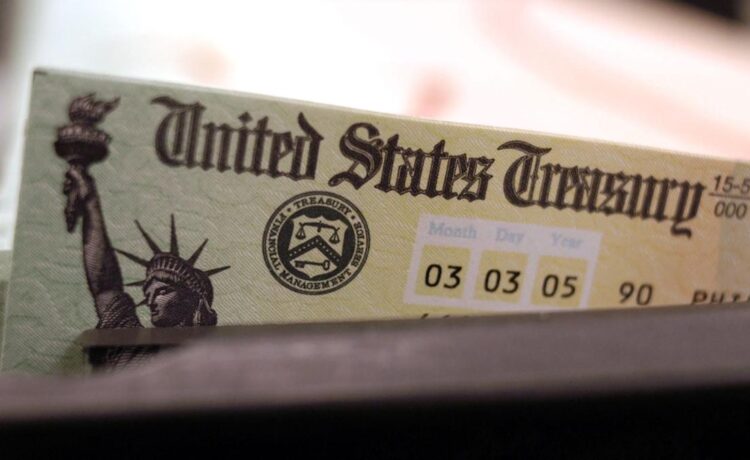 United States Treasury
15-5
000
TREASURY
FINANCIAL MANAGEMENT SERVICE
Month Day Year
03 03 05 90